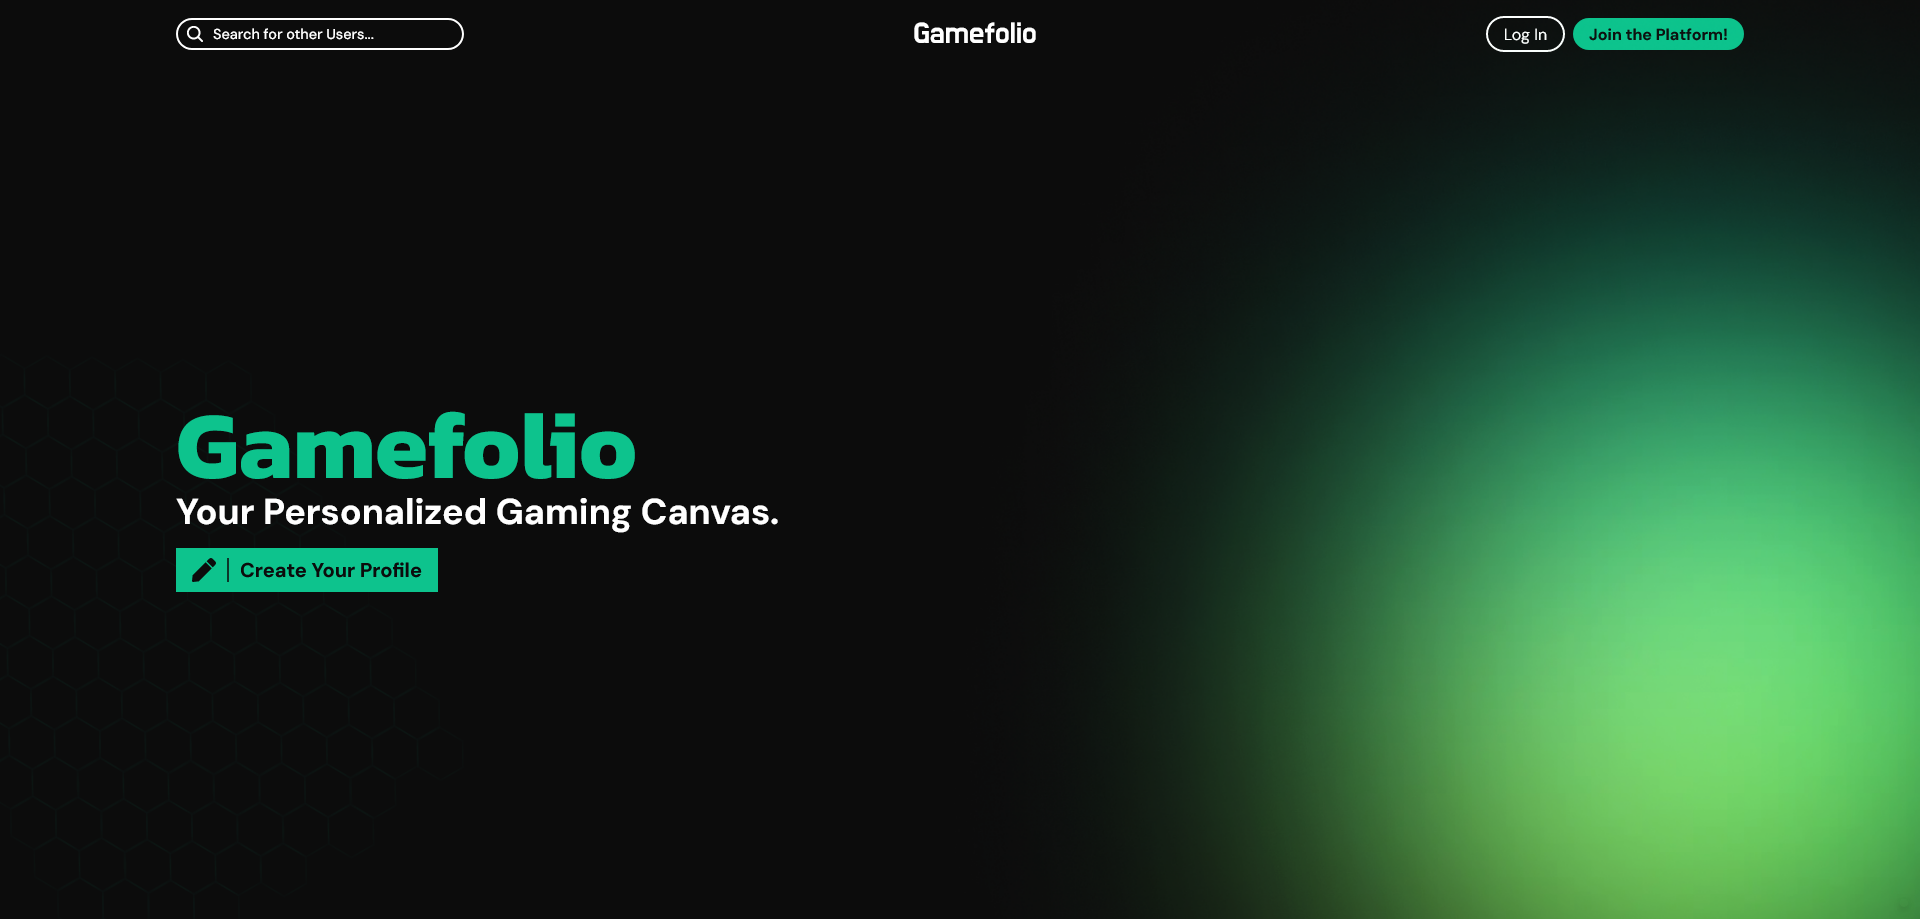 Search for other Users...
Gamefolio
Log In
Join the Platform!
Gamefolio
Your Personalized Gaming Canvas.
Create Your Profile